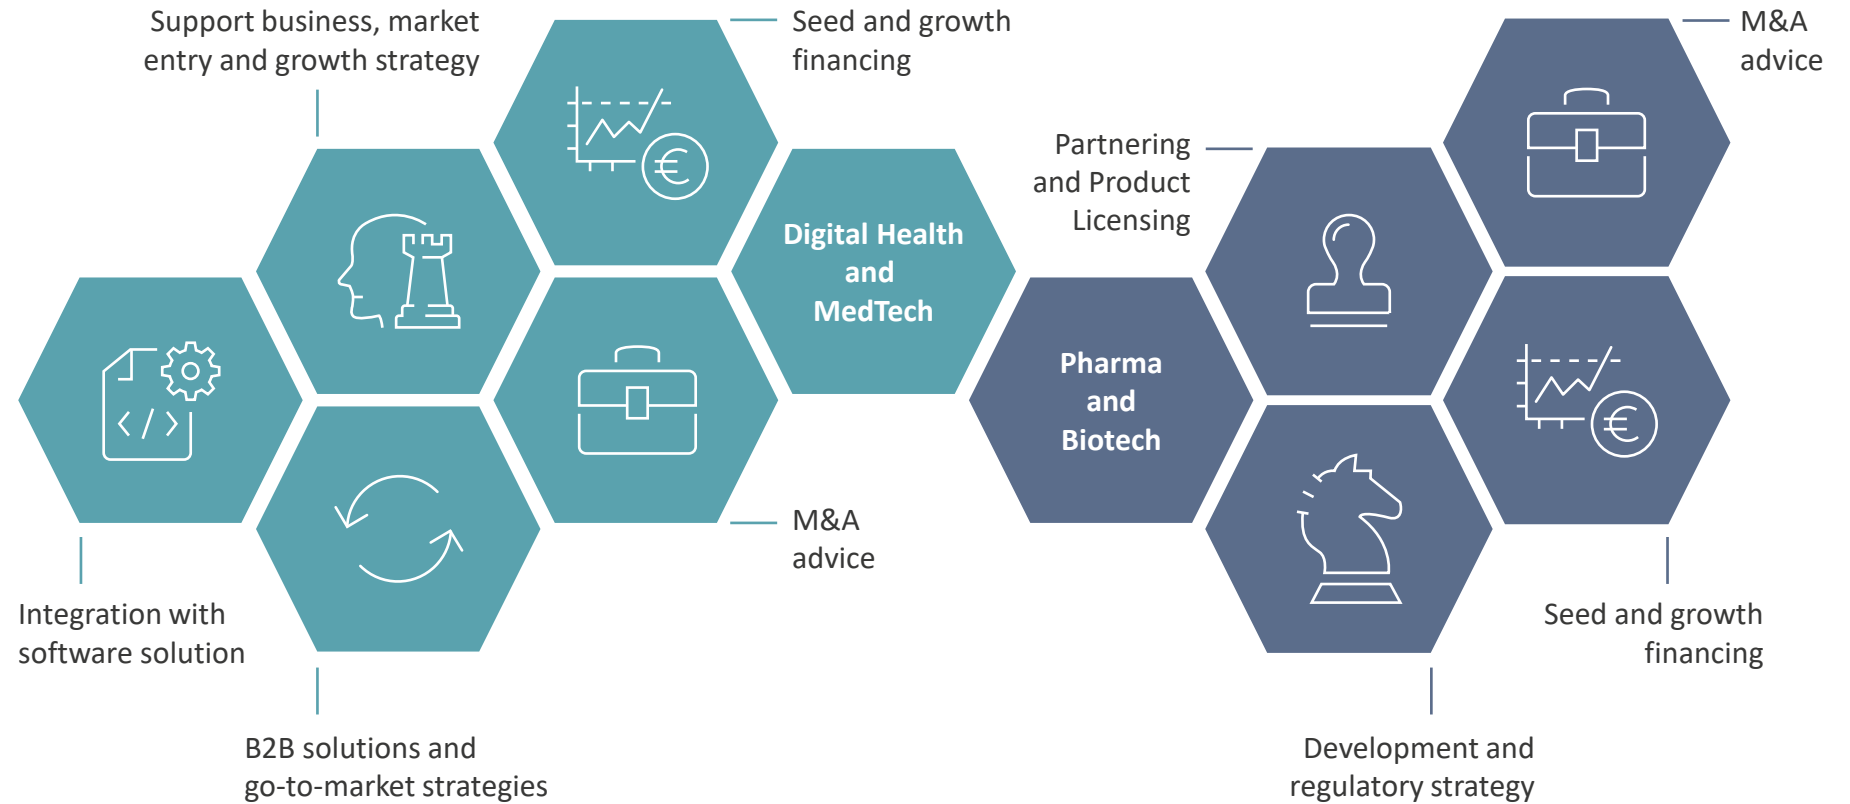 Support business, market
entry and growth strategy
Seed and growth
financing
Digital Health
and
MedTech
M&A
advice
Integration with
software solution
B2B solutions and
go-to-market strategies
Partnering
and Product
Licensing
M&A
advice
Pharma
and
Biotech
Seed and growth
financing
Development and
regulatory strategy